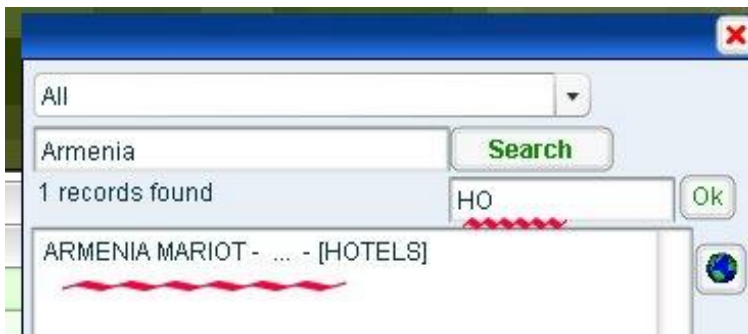 All
Armenia Search
1 records found HO Ok
ARMENIA MARIOT - ... - [HOTELS]